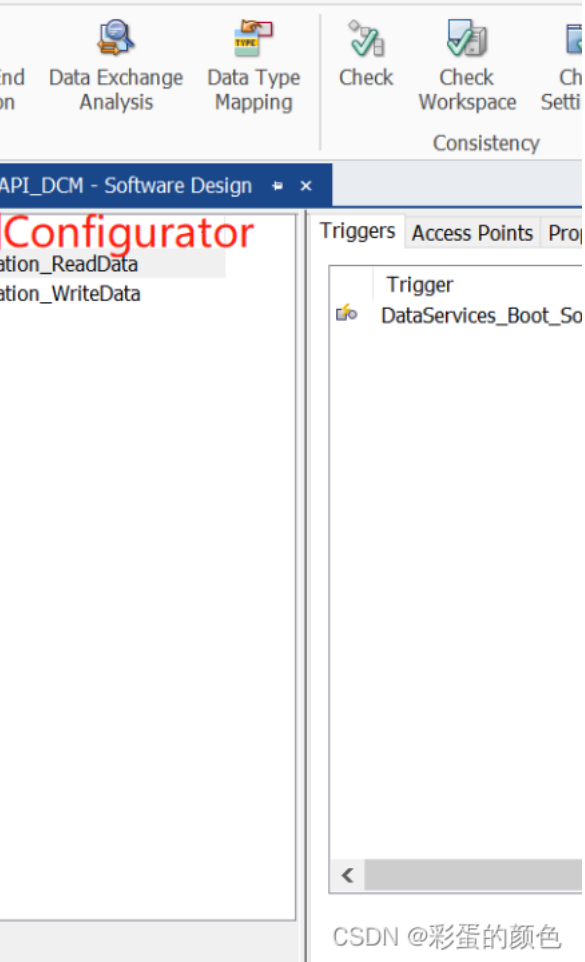 End Data Exchange Data Type Check Check Ch
on Analysis Mapping Workspace Setti
Consistency
API_DCM - Software Design
]Configurator
ation_ReadData
ation_WriteData
Triggers Access Points Prop
Trigger
DataServices_Boot_So
CSDN @彩蛋的颜色